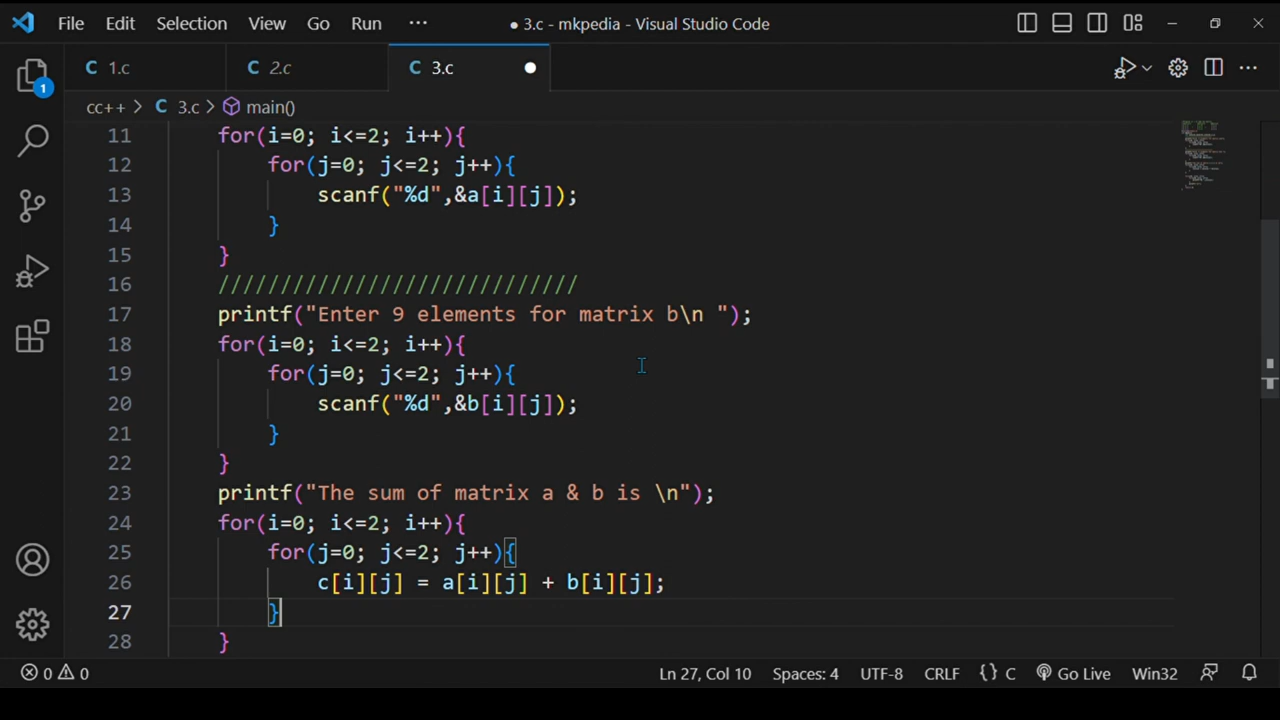 File Edit Selection View Go Run ··· ● 3.c - mkpedia - Visual Studio Code
C 1.c C 2.c C 3.c ●
cc++ > C 3.c > main()
11 for(i=0; i<=2; i++){
12 for(j=0; j<=2; j++){
13 scanf("%d",&a[i][j]);
14 }
15 }
16 /////////////////////////////
17 printf("Enter 9 elements for matrix b\n ");
18 for(i=0; i<=2; i++){
19 for(j=0; j<=2; j++){
20 scanf("%d",&b[i][j]);
21 }
22 }
23 printf("The sum of matrix a & b is \n");
24 for(i=0; i<=2; i++){
25 for(j=0; j<=2; j++){
26 c[i][j] = a[i][j] + b[i][j];
27 }
28 }
1
0 0 Ln 27, Col 10 Spaces: 4 UTF-8 CRLF {} C Go Live Win32